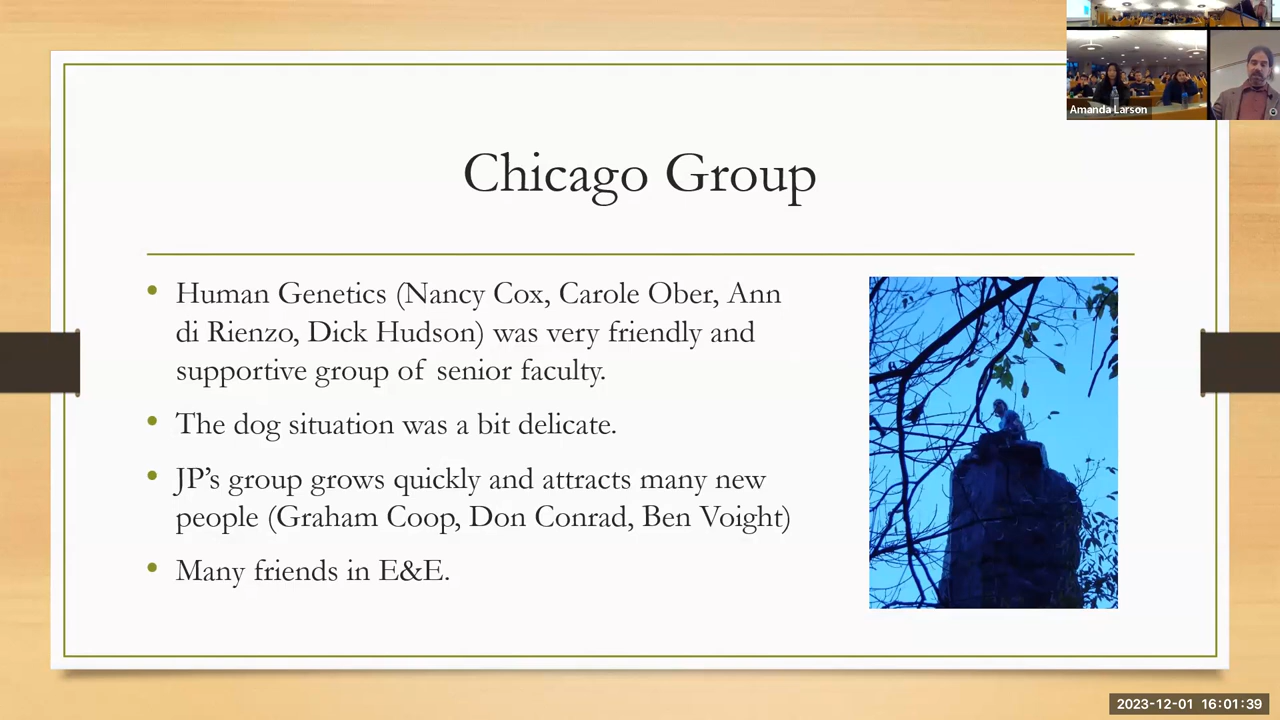 Amanda Larson
Chicago Group
• Human Genetics (Nancy Cox, Carole Ober, Ann
di Rienzo, Dick Hudson) was very friendly and
supportive group of senior faculty.
• The dog situation was a bit delicate.
• JP’s group grows quickly and attracts many new
people (Graham Coop, Don Conrad, Ben Voight)
• Many friends in E&E.
2023-12-01 16:01:39